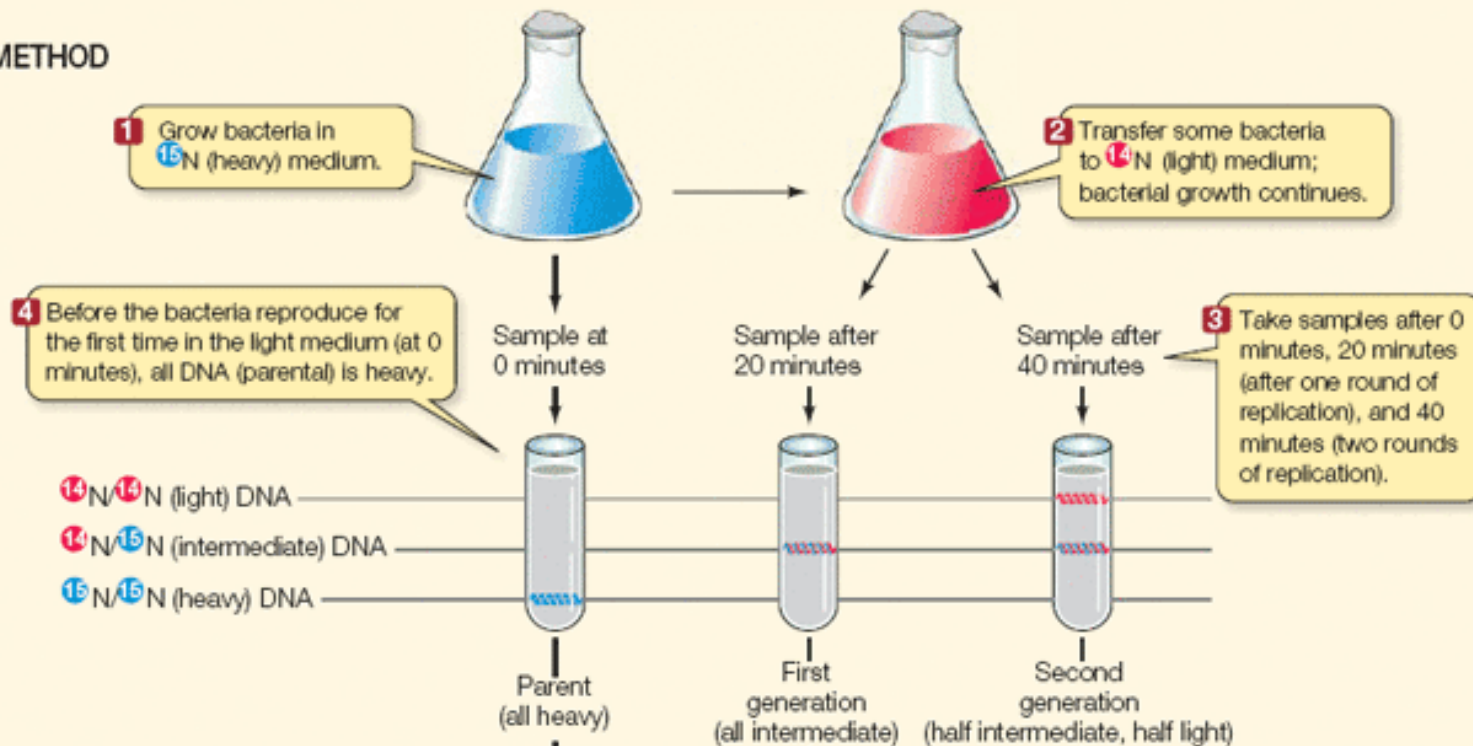 METHOD
1 Grow bacteria in
15N (heavy) medium.
2 Transfer some bacteria
to 14N (light) medium;
bacterial growth continues.
4 Before the bacteria reproduce for
the first time in the light medium (at 0
minutes), all DNA (parental) is heavy.
Sample at
0 minutes
Sample after
20 minutes
Sample after
40 minutes
3 Take samples after 0
minutes, 20 minutes
(after one round of
replication), and 40
minutes (two rounds
of replication).
14N/14N (light) DNA
14N/15N (intermediate) DNA
15N/15N (heavy) DNA
Parent
(all heavy)
First
generation
(all intermediate)
Second
generation
(half intermediate, half light)